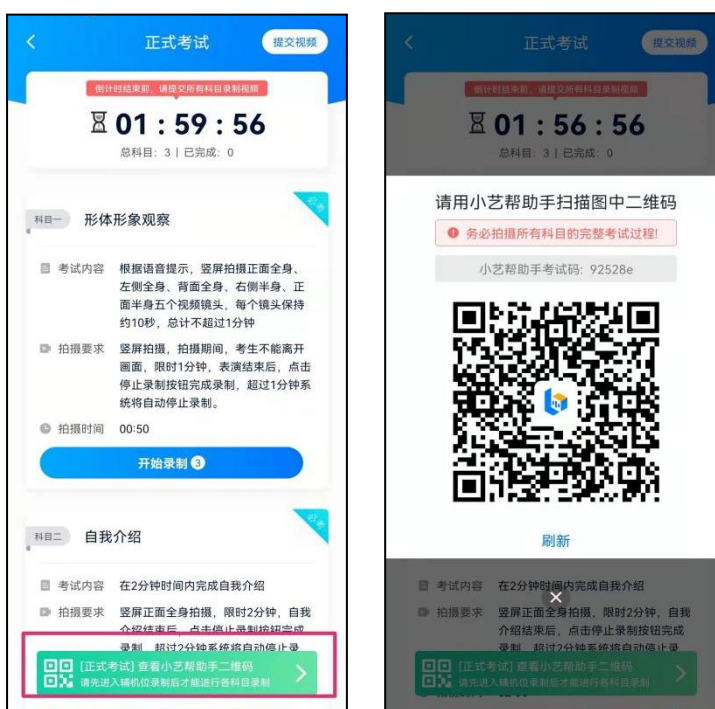 正式考试
提交视频
倒计时结束前，请提交所有科目录制视频
01：59：56
总科目：3 | 已完成：0
必考
科目一
形体形象观察
考试内容
根据语音提示，竖屏拍摄正面全身、
左侧全身、背面全身、右侧半身、正
面半身五个视频镜头，每个镜头保持
约10秒，总计不超过1分钟
拍摄要求
竖屏拍摄，拍摄期间，考生不能离开
画面，限时1分钟，表演结束后，点击
停止录制按钮完成录制，超过1分钟系
统将自动停止录制。
拍摄时间
00:50
开始录制 3
必考
科目二
自我介绍
考试内容
在2分钟时间内完成自我介绍
拍摄要求
竖屏正面全身拍摄，限时2分钟，自我
介绍结束后，点击停止录制按钮完成
录制，超过2分钟系统将自动停止录
[正式考试] 查看小艺帮助手二维码
请先进入辅机位录制后才能进行各科目录制
正式考试
提交视频
倒计时结束前，请提交所有科目录制视频
01：56：56
总科目：3 | 已完成：0
请用小艺帮助手扫描图中二维码
务必拍摄所有科目的完整考试过程!
小艺帮助手考试码：92528e
刷新
考试内容
在2分钟时间内完成自我介绍
拍摄要求
竖屏正面全身拍摄，限时2分钟，自我
介绍结束后，点击停止录制按钮完成
录制，超过2分钟系统将自动停止录
[正式考试] 查看小艺帮助手二维码
请先进入辅机位录制后才能进行各科目录制